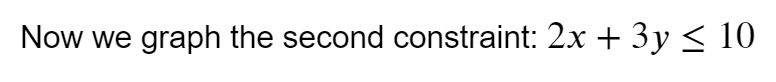 Now we graph the second constraint: 2x + 3y ≤ 10